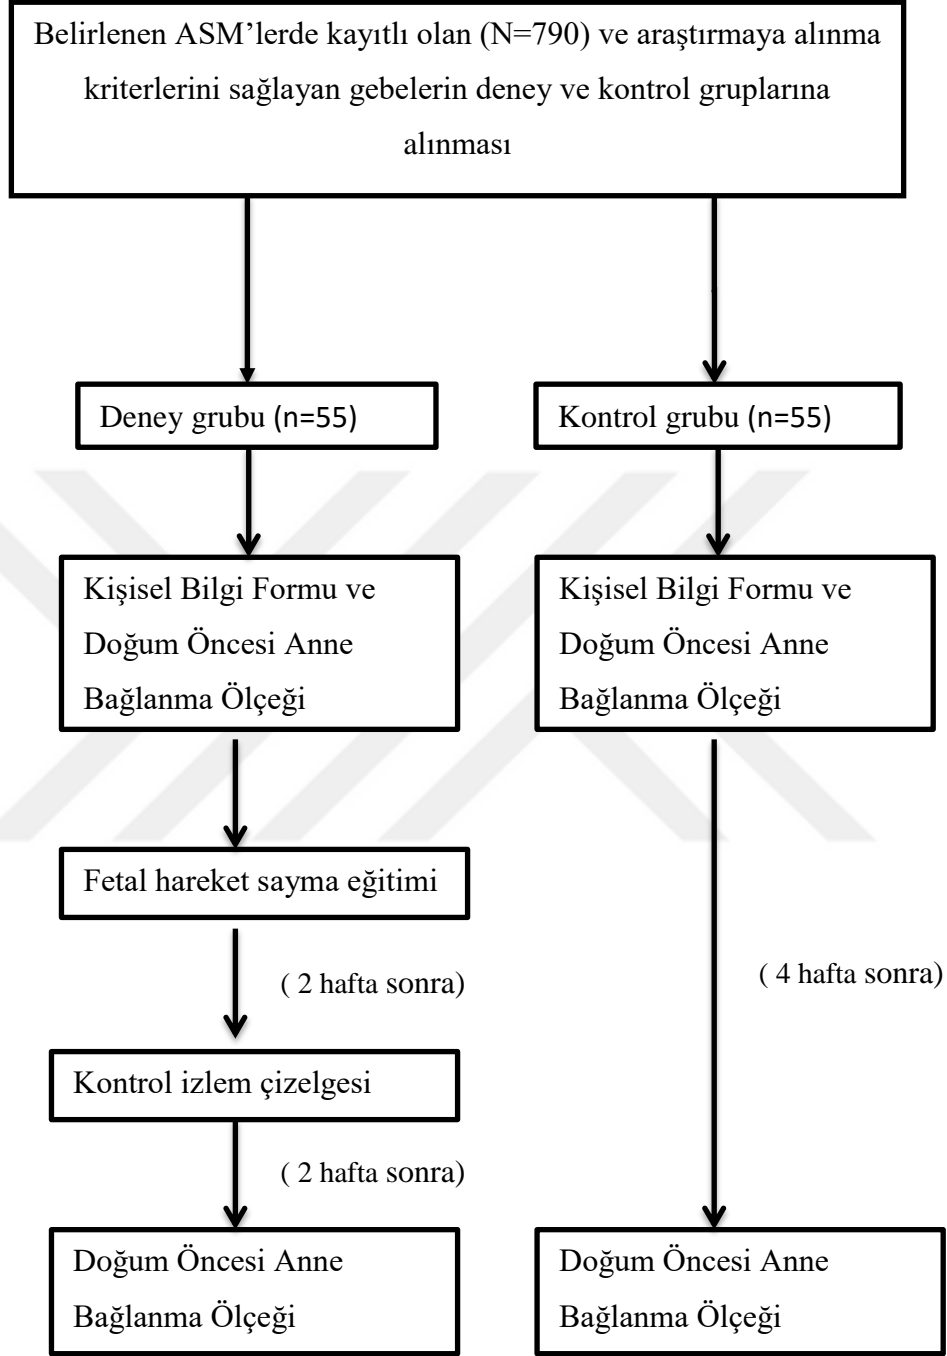 Belirlenen ASM’lerde kayıtlı olan (N=790) ve araştırmaya alınma
kriterlerini sağlayan gebelerin deney ve kontrol gruplarına
alınması
Deney grubu (n=55)
Kontrol grubu (n=55)
Kişisel Bilgi Formu ve
Doğum Öncesi Anne
Bağlanma Ölçeği
Kişisel Bilgi Formu ve
Doğum Öncesi Anne
Bağlanma Ölçeği
Fetal hareket sayma eğitimi
( 2 hafta sonra)
( 4 hafta sonra)
Kontrol izlem çizelgesi
( 2 hafta sonra)
Doğum Öncesi Anne
Bağlanma Ölçeği
Doğum Öncesi Anne
Bağlanma Ölçeği